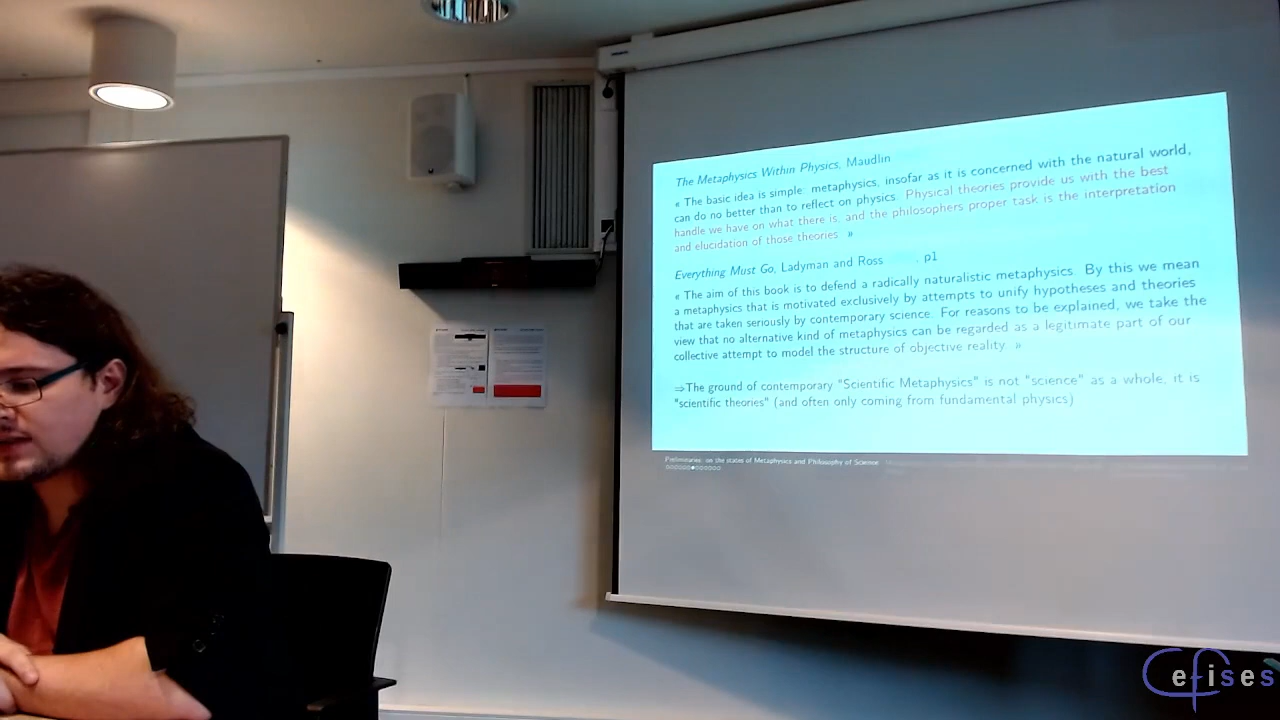 The Metaphysics Within Physics, Maudlin
« The basic idea is simple: metaphysics, insofar as it is concerned with the natural world,
can do no better than to reflect on physics. Physical theories provide us with the best
handle we have on what there is, and the philosophers proper task is the interpretation
and elucidation of those theories. »
Everything Must Go, Ladyman and Ross , p1
« The aim of this book is to defend a radically naturalistic metaphysics. By this we mean
a metaphysics that is motivated exclusively by attempts to unify hypotheses and theories
that are taken seriously by contemporary science. For reasons to be explained, we take the
view that no alternative kind of metaphysics can be regarded as a legitimate part of our
collective attempt to model the structure of objective reality. »
⇒The ground of contemporary "Scientific Metaphysics" is not "science" as a whole, it is
"scientific theories" (and often only coming from fundamental physics)
Preliminaries: on the states of Metaphysics and Philosophy of Science
Cefises